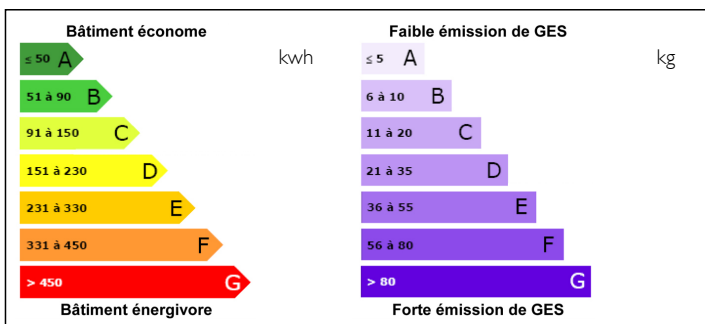 Bâtiment économe
kwh
≤ 50 A
51 à 90 B
91 à 150 C
151 à 230 D
231 à 330 E
331 à 450 F
> 450 G
Bâtiment énergivore
Faible émission de GES
kg
≤ 5 A
6 à 10 B
11 à 20 C
21 à 35 D
36 à 55 E
56 à 80 F
> 80 G
Forte émission de GES